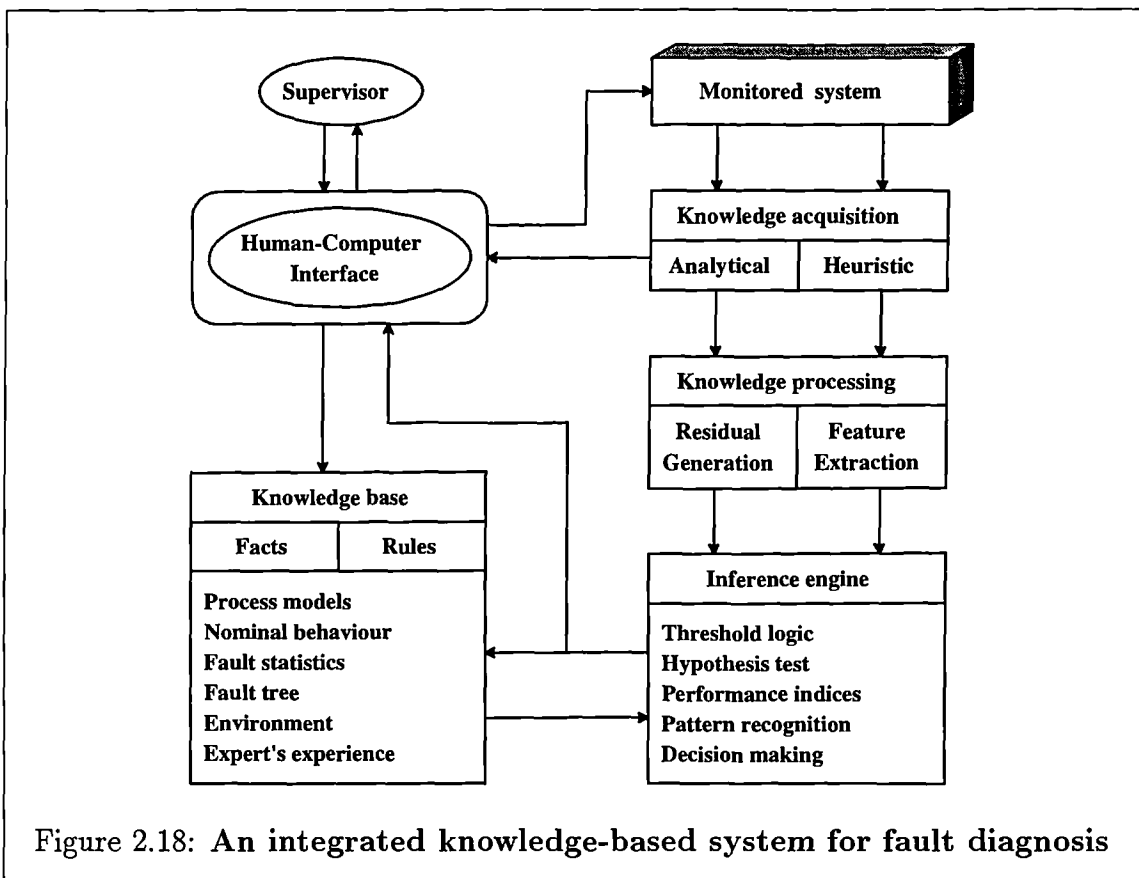 Supervisor
Monitored system
Human-Computer
Interface
Knowledge acquisition
Analytical
Heuristic
Knowledge processing
Residual
Generation
Feature
Extraction
Knowledge base
Facts
Rules
Process models
Nominal behaviour
Fault statistics
Fault tree
Environment
Expert's experience
Inference engine
Threshold logic
Hypothesis test
Performance indices
Pattern recognition
Decision making
Figure 2.18: An integrated knowledge-based system for fault diagnosis